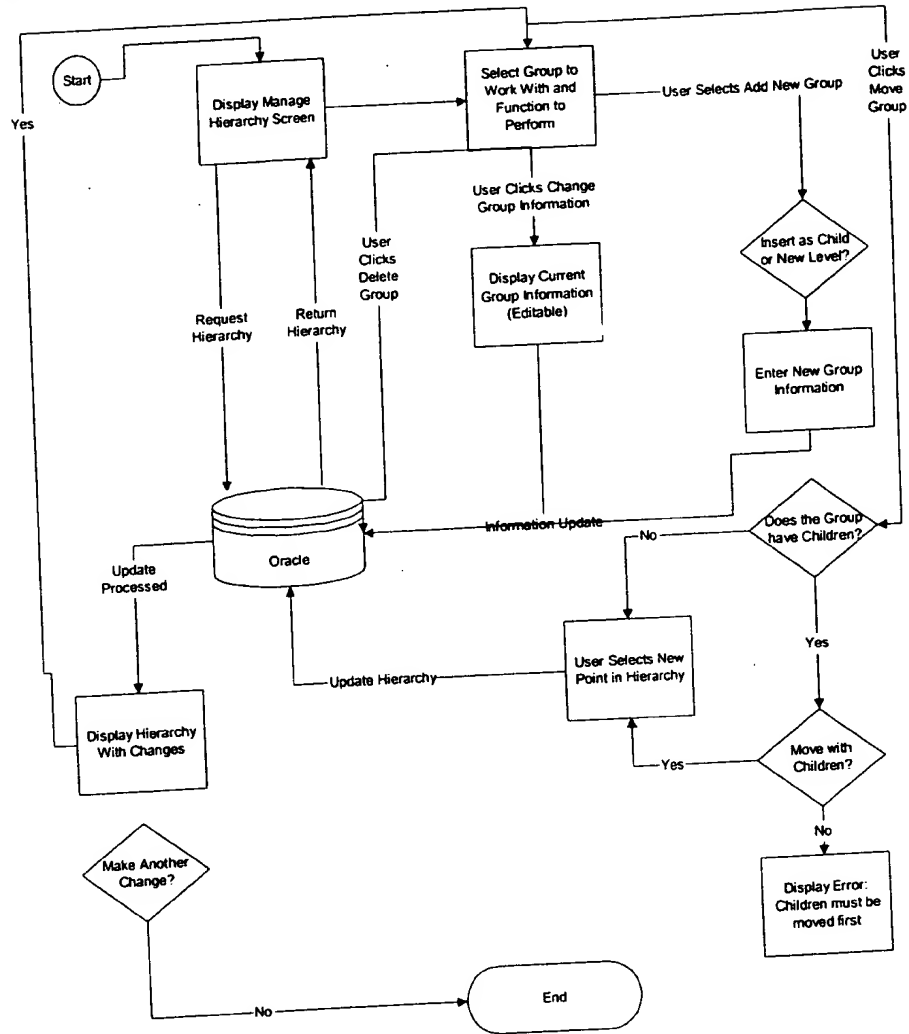 Start
Display Manage
Hierarchy Screen
Select Group to
Work With and
Function to
Perform
User Selects Add New Group
User
Clicks
Move
Group
Yes
User Clicks Change
Group Information
User
Clicks
Delete
Group
Insert as Child
or New Level?
Display Current
Group Information
(Editable)
Request
Hierarchy
Return
Hierarchy
Enter New Group
Information
Oracle
Information Update
Does the Group
have Children?
No
Update
Processed
Yes
User Selects New
Point in Hierarchy
Update Hierarchy
Display Hierarchy
With Changes
Move with
Children?
Yes
No
Make Another
Change?
Display Error:
Children must be
moved first
No
End